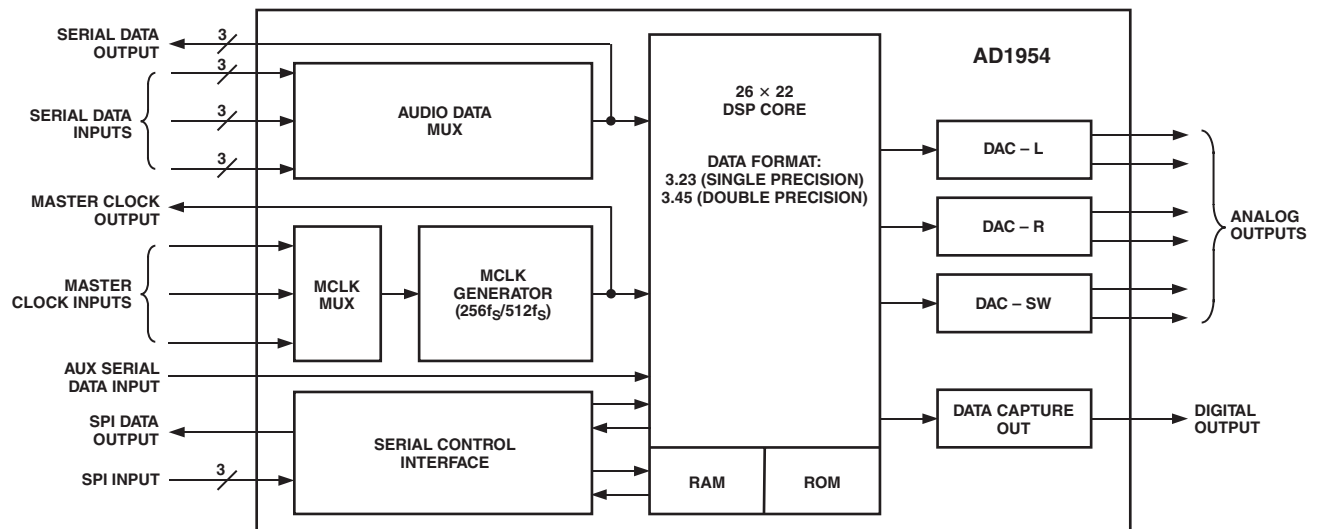 SERIAL DATA
OUTPUT
3
3
SERIAL DATA
INPUTS
3
3
MASTER CLOCK
OUTPUT
MASTER
CLOCK INPUTS
AUX SERIAL
DATA INPUT
SPI DATA
OUTPUT
SPI INPUT
3
AUDIO DATA
MUX
MCLK
MUX
MCLK
GENERATOR
(256fS/512fS)
SERIAL CONTROL
INTERFACE
26 × 22
DSP CORE
DATA FORMAT:
3.23 (SINGLE PRECISION)
3.45 (DOUBLE PRECISION)
RAM
ROM
AD1954
DAC – L
DAC – R
DAC – SW
DATA CAPTURE
OUT
ANALOG
OUTPUTS
DIGITAL
OUTPUT